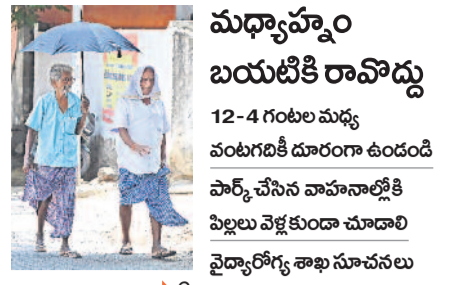 మధ్యాహ్నం
బయటికి రావొద్దు
12-4 గంటల మధ్య
వంటగదికీ దూరంగా ఉండండి
పార్క్‌చేసిన వాహనాల్లోకి
పిల్లలు వెళ్లకుండా చూడాలి
వైద్యారోగ్య శాఖ సూచనలు